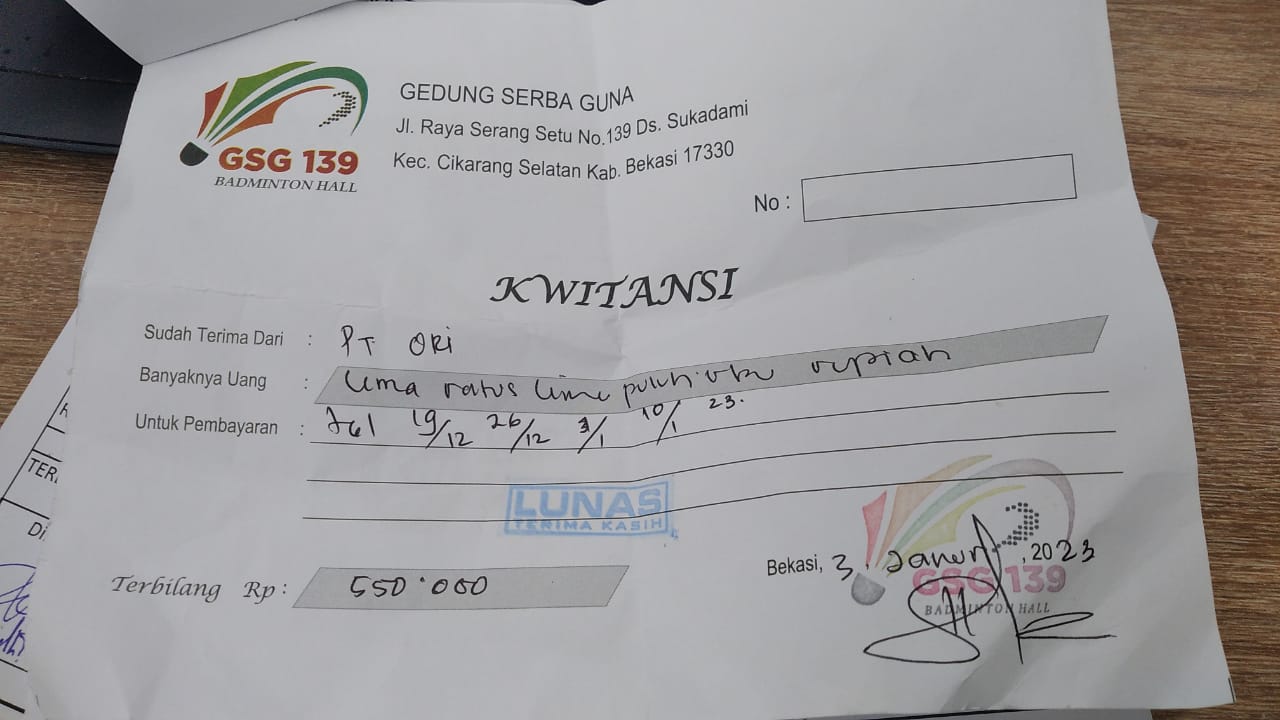 GSG 139
BADMINTON HALL
GEDUNG SERBA GUNA
Jl. Raya Serang Setu No.139 Ds. Sukadami
Kec. Cikarang Selatan Kab. Bekasi 17330
No :
KWITANSI
Sudah Terima Dari : PT ORI
Banyaknya Uang : Lima ratus lima puluh ribu rupiah
Untuk Pembayaran : tgl 19/12 26/12 3/1 10/1 23.
LUNAS
TERIMA KASIH
Terbilang Rp : 550.000
Bekasi, 3 Januari, 2023
GSG 139
BADMINTON HALL
TER
Di